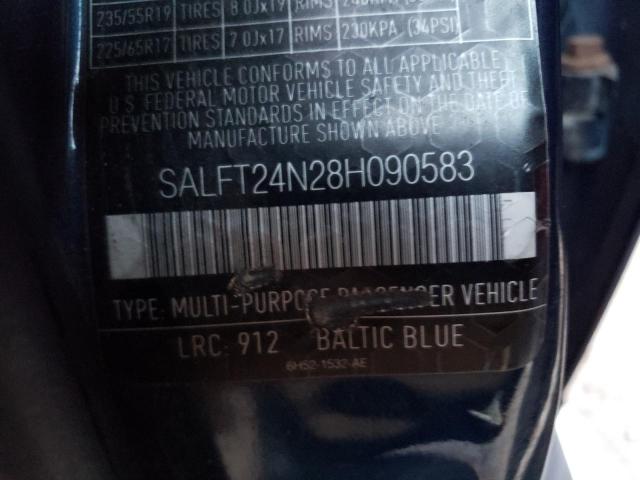 235/55R19 TIRES 8.0Jx19 RIMS
225/65R17 TIRES 7.0Jx17 RIMS 230KPA (34PSI)
THIS VEHICLE CONFORMS TO ALL APPLICABLE
U.S. FEDERAL MOTOR VEHICLE SAFETY AND THEFT
PREVENTION STANDARDS IN EFFECT ON THE DATE OF
MANUFACTURE SHOWN ABOVE
SALFT24N28H090583
TYPE: MULTI-PURPOSE PASSENGER VEHICLE
LRC: 912 BALTIC BLUE
6H52-1532-AE